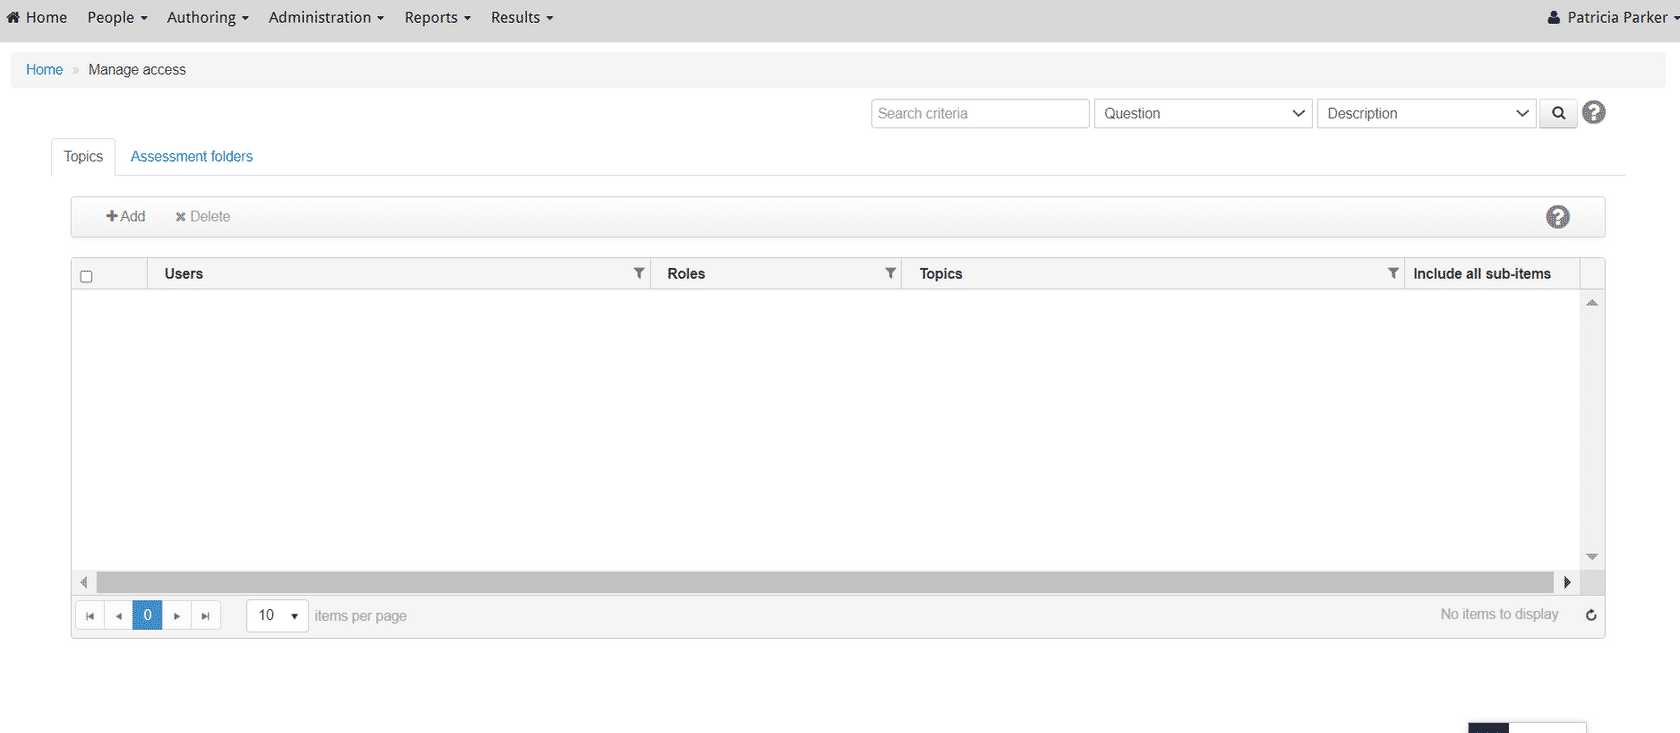 Home People Authoring Administration Reports Results Patricia Parker
Home » Manage access
Search criteria Question Description
Topics Assessment folders
Add Delete
Users Roles Topics Include all sub-items
0 10 items per page No items to display